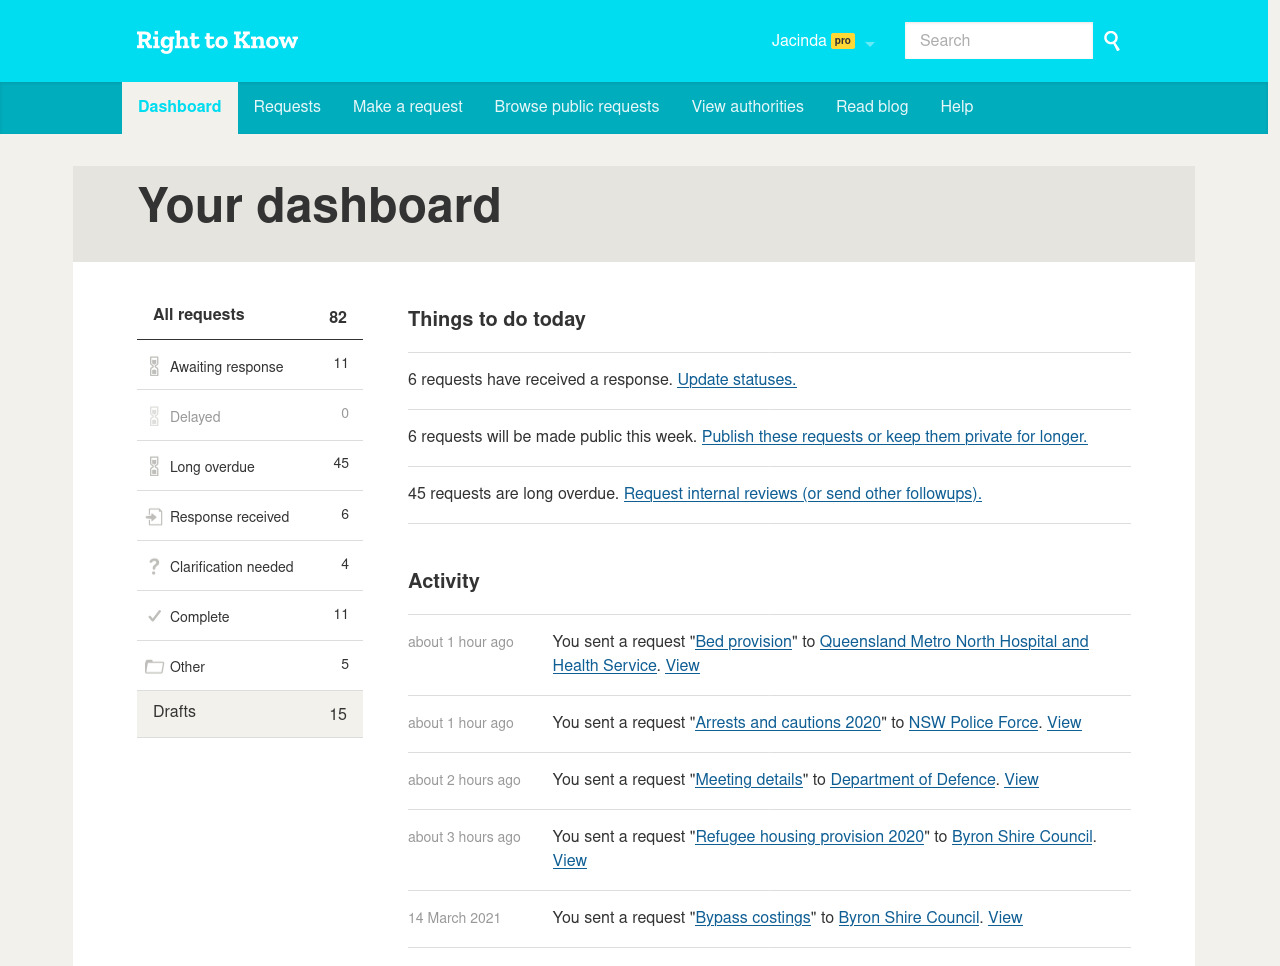 Right to Know
Jacinda pro
Search
Dashboard Requests Make a request Browse public requests View authorities Read blog Help
Your dashboard
All requests 82
Awaiting response 11
Delayed 0
Long overdue 45
Response received 6
Clarification needed 4
Complete 11
Other 5
Drafts 15
Things to do today
6 requests have received a response. Update statuses.
6 requests will be made public this week. Publish these requests or keep them private for longer.
45 requests are long overdue. Request internal reviews (or send other followups).
Activity
about 1 hour ago You sent a request "Bed provision" to Queensland Metro North Hospital and
Health Service. View
about 1 hour ago You sent a request "Arrests and cautions 2020" to NSW Police Force. View
about 2 hours ago You sent a request "Meeting details" to Department of Defence. View
about 3 hours ago You sent a request "Refugee housing provision 2020" to Byron Shire Council.
View
14 March 2021 You sent a request "Bypass costings" to Byron Shire Council. View